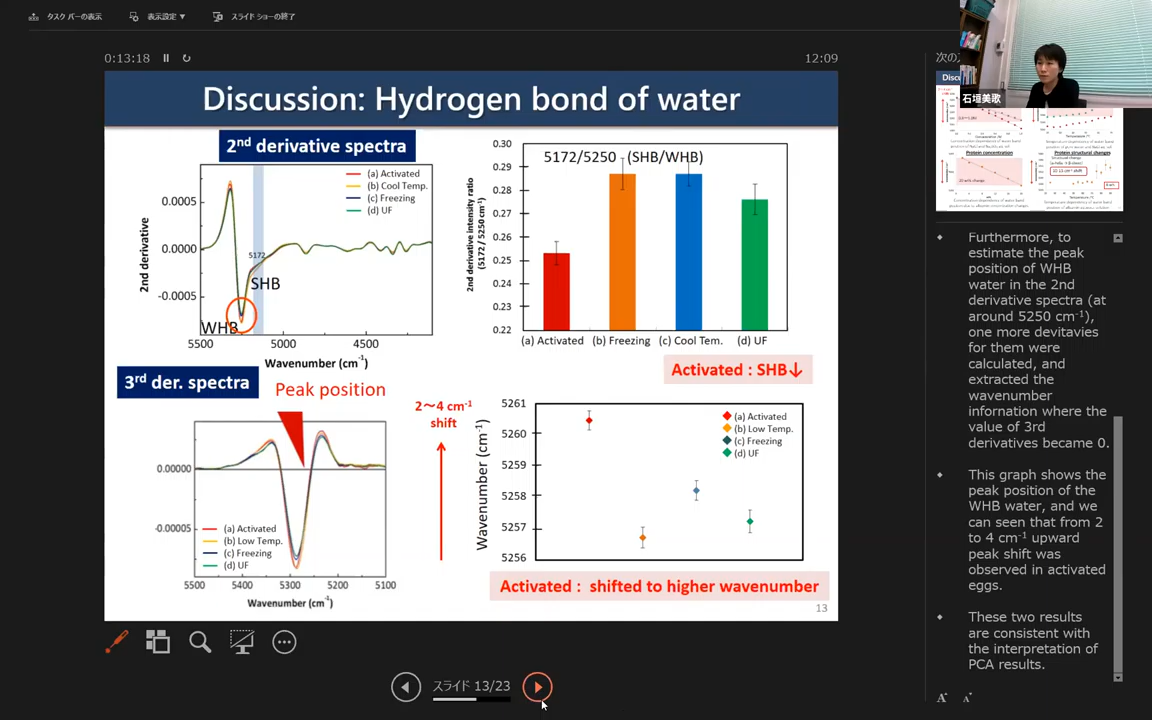 タスク バーの表示
表示設定 ▼
スライド ショーの終了
0:13:18
12:09
次の
石垣美歌
Discussion: Hydrogen bond of water
2nd derivative spectra
(a) Activated
(b) Cool Temp.
(c) Freezing
(d) UF
0.0005
0.0000
-0.0005
2nd derivative
5172
SHB
WHB
5500
5000
4500
Wavenumber (cm-1)
0.30
0.29
0.28
0.27
0.26
0.25
0.24
0.23
0.22
2nd derivative intensity ratio
(5172 / 5250 cm-1)
5172/5250 (SHB/WHB)
(a) Activated
(b) Freezing
(c) Cool Tem.
(d) UF
Activated : SHB↓
3rd der. spectra
Peak position
0.00000
-0.00005
(a) Activated
(b) Low Temp.
(c) Freezing
(d) UF
5500
5400
5300
5200
5100
Wavenumber (cm-1)
2～4 cm-1
shift
Wavenumber (cm-1)
5261
5260
5259
5258
5257
5256
(a) Activated
(b) Low Temp.
(c) Freezing
(d) UF
Activated : shifted to higher wavenumber
13
Protein concentration
Protein structural changes
Furthermore, to
estimate the peak
position of WHB
water in the 2nd
derivative spectra (at
around 5250 cm-1),
one more devitavies
for them were
calculated, and
extracted the
wavenumber
infornation where the
value of 3rd
derivatives became 0.
This graph shows the
peak position of the
WHB water, and we
can seen that from 2
to 4 cm-1 upward
peak shift was
observed in activated
eggs.
These two results
are consistent with
the interpretation of
PCA results.
スライド 13/23
A
A